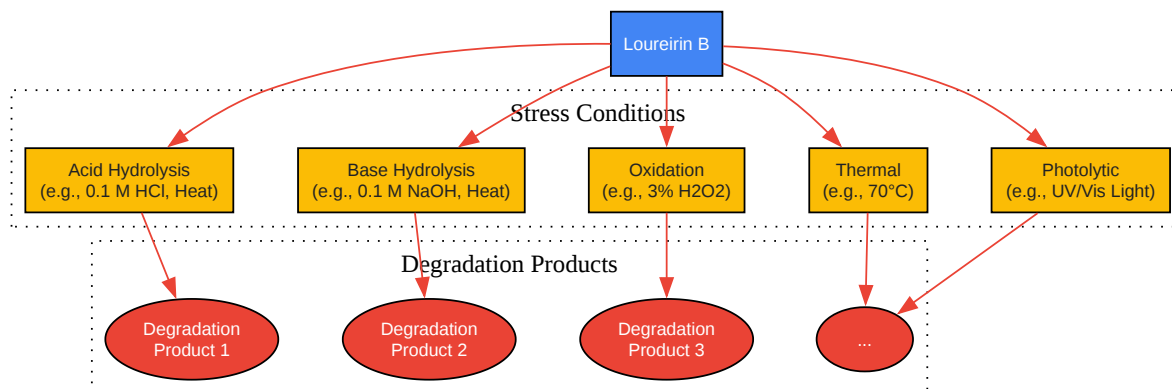 Loureirin B
Stress Conditions
Acid Hydrolysis
(e.g., 0.1 M HCl, Heat)
Base Hydrolysis
(e.g., 0.1 M NaOH, Heat)
Oxidation
(e.g., 3% H2O2)
Thermal
(e.g., 70°C)
Photolytic
(e.g., UV/Vis Light)
Degradation Products
Degradation
Product 1
Degradation
Product 2
Degradation
Product 3
...